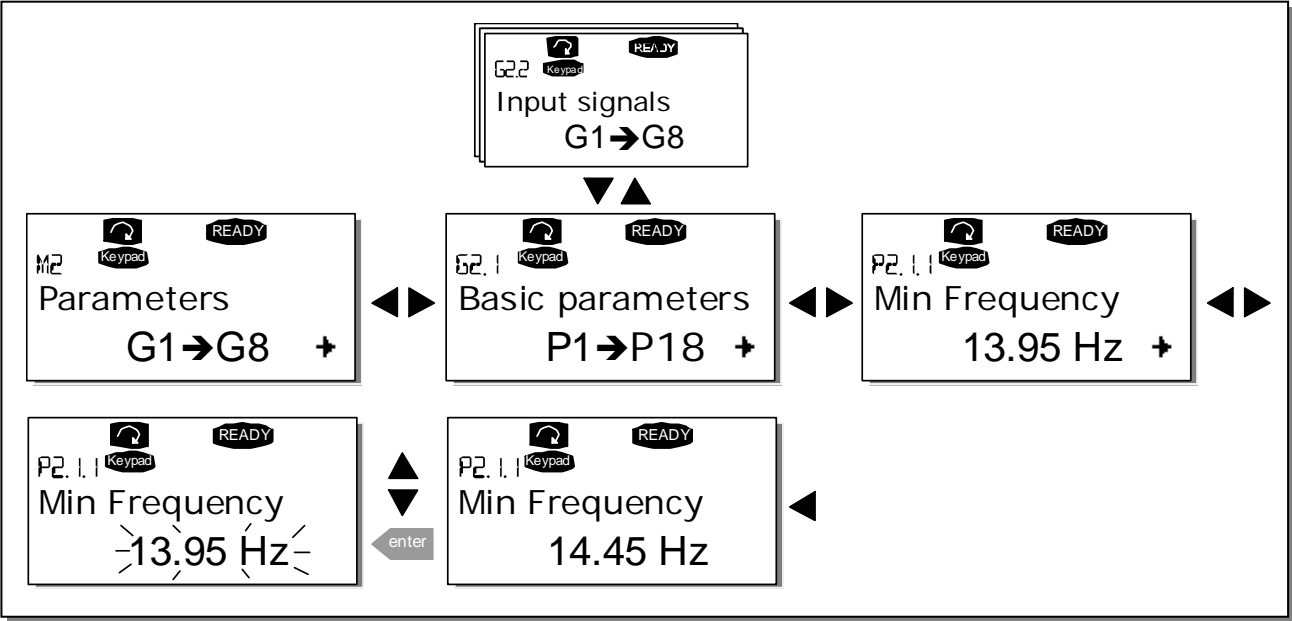 READY
G2.2 Keypad
Input signals
G1➔G8
READY
M2 Keypad
Parameters
G1➔G8
READY
G2.1 Keypad
Basic parameters
P1➔P18
READY
P2.1.1 Keypad
Min Frequency
13.95 Hz
READY
P2.1.1 Keypad
Min Frequency
13.95 Hz
enter
READY
P2.1.1 Keypad
Min Frequency
14.45 Hz